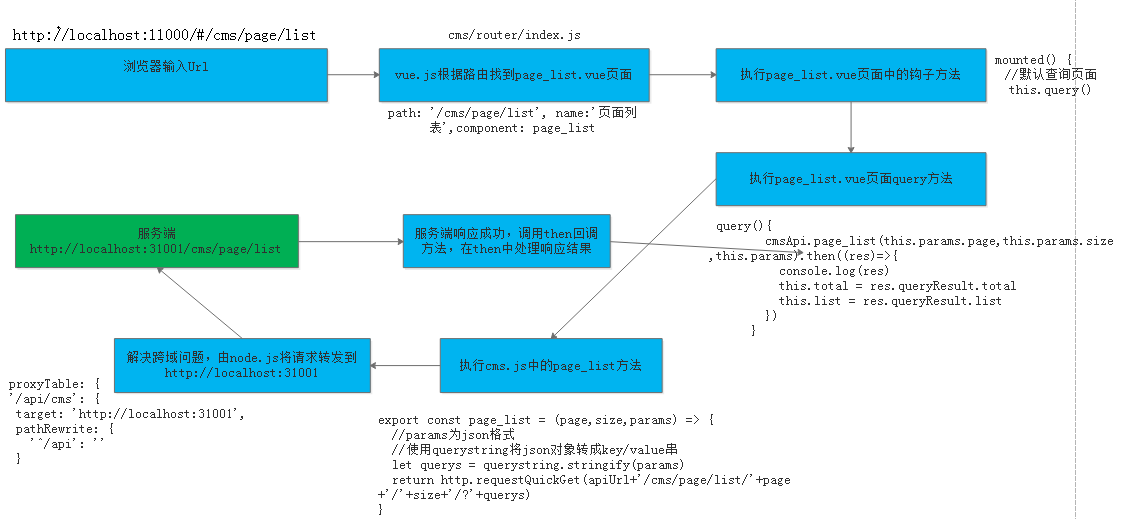 http://localhost:11000/#/cms/page/list
浏览器输入Url
cms/router/index.js
vue.js根据路由找到page_list.vue页面
path: '/cms/page/list', name:'页面列
表',component: page_list
执行page_list.vue页面中的钩子方法
mounted() {
//默认查询页面
this.query()
执行page_list.vue页面query方法
服务端
http://localhost:31001/cms/page/list
服务端响应成功，调用then回调
方法，在then中处理响应结果
query(){
cmsApi.page_list(this.params.page,this.params.size
,this.params).then((res)=>{
console.log(res)
this.total = res.queryResult.total
this.list = res.queryResult.list
})
}
解决跨域问题，由node.js将请求转发到
http://localhost:31001
执行cms.js中的page_list方法
proxyTable: {
'/api/cms': {
target: 'http://localhost:31001',
pathRewrite: {
'^/api': ''
}
export const page_list = (page,size,params) => {
//params为json格式
//使用querystring将json对象转成key/value串
let querys = querystring.stringify(params)
return http.requestQuickGet(apiUrl+'/cms/page/list/'+page
+'/'+size+'/?'+querys)
}